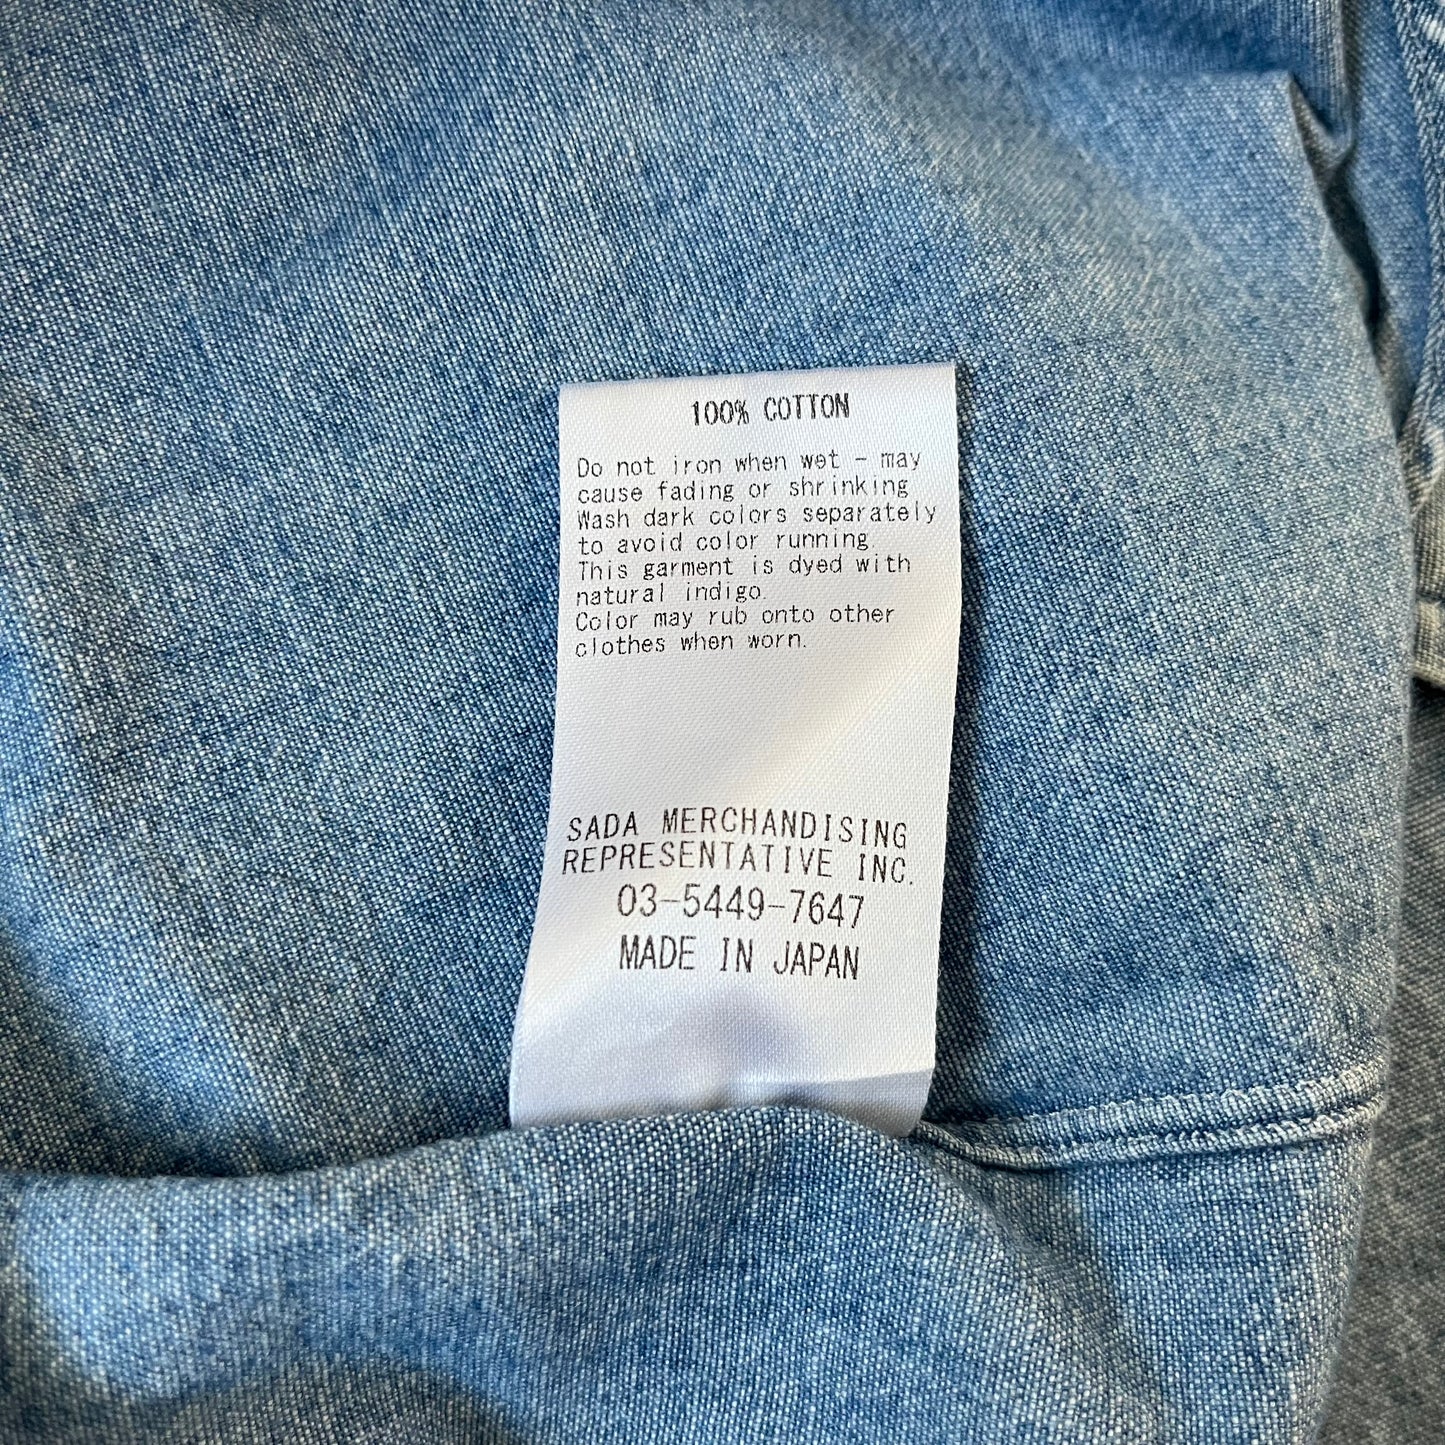 100% COTTON
Do not iron when wet - may
cause fading or shrinking
Wash dark colors separately
to avoid color running
This garment is dyed with
natural indigo.
Color may rub onto other
clothes when worn.
SADA MERCHANDISING
REPRESENTATIVE INC.
03-5449-7647
MADE IN JAPAN